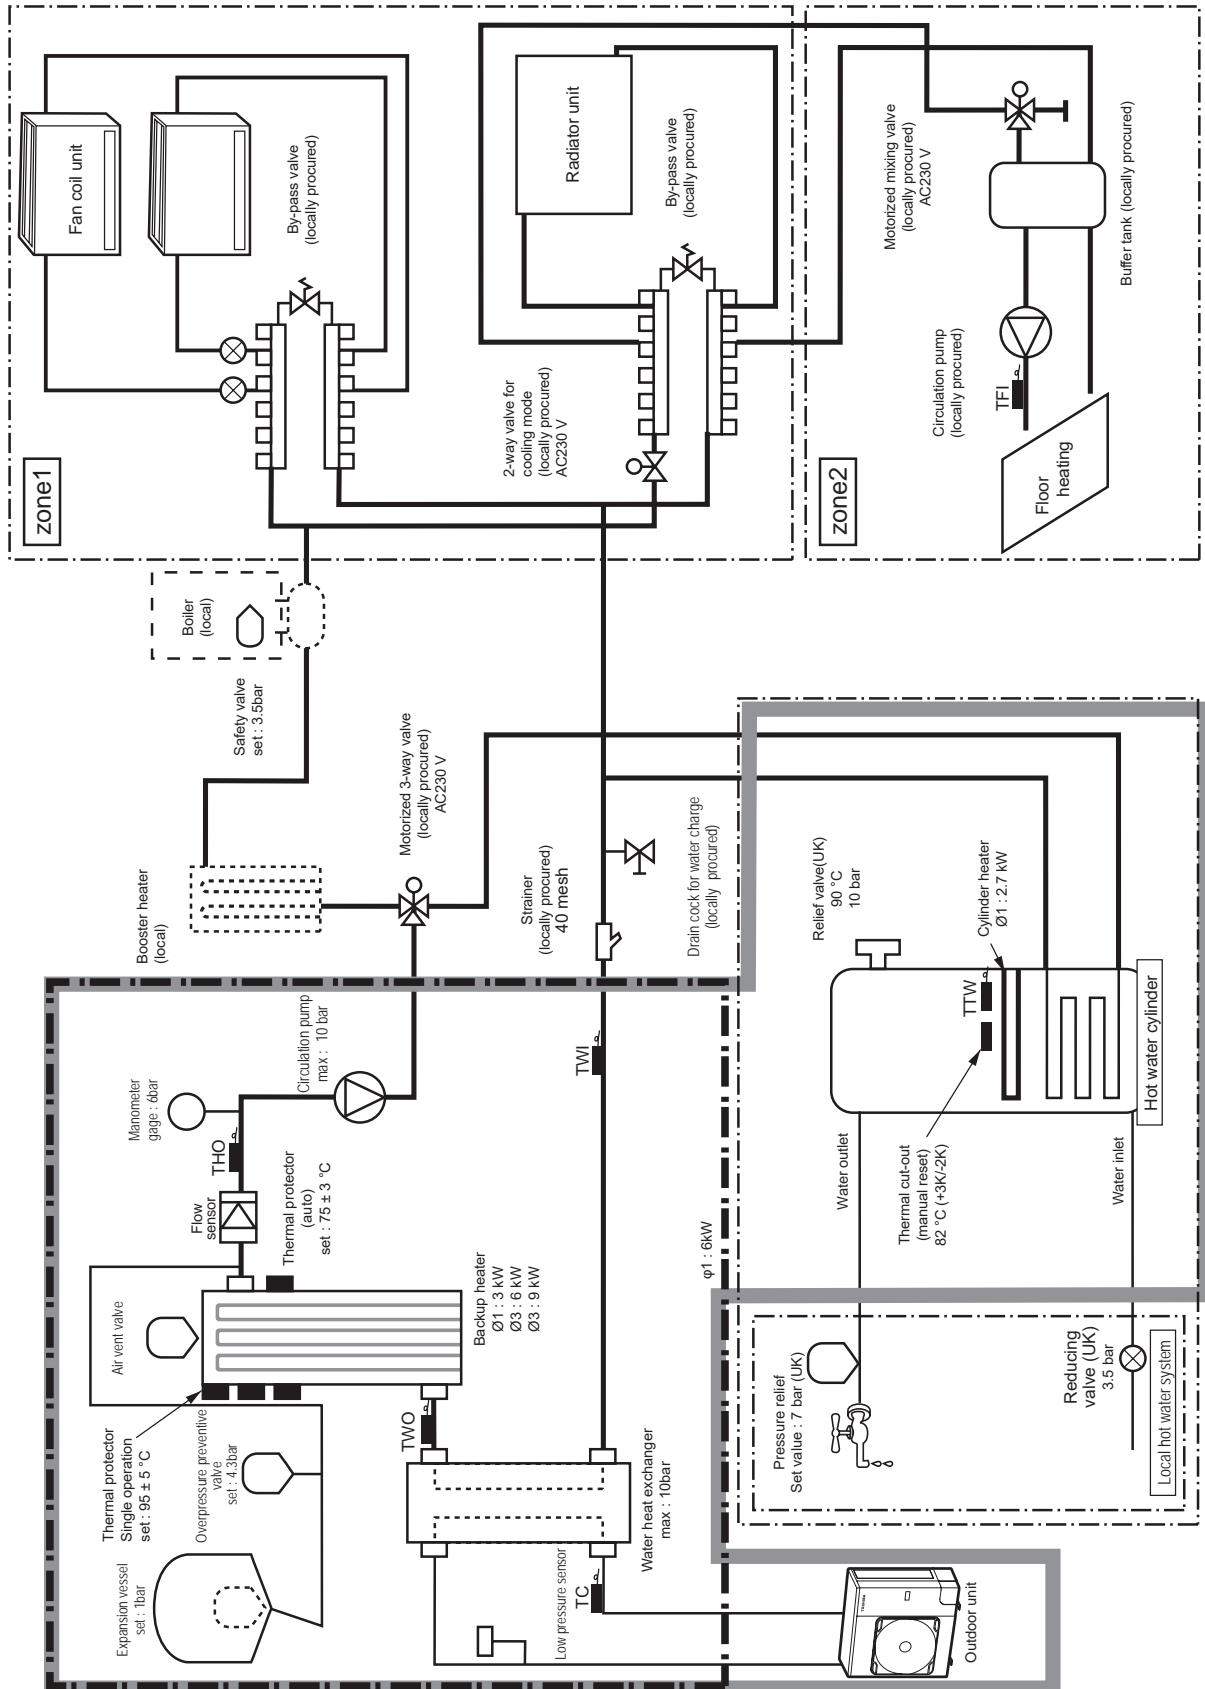 zone1
Fan coil unit
By-pass valve
(locally procured)
Radiator unit
By-pass valve
(locally procured)
2-way valve for
cooling mode
(locally procured)
AC230 V
zone2
Motorized mixing valve
(locally procured)
AC230 V
Buffer tank (locally procured)
Circulation pump
(locally procured)
TFI
Floor
heating
Boiler
(local)
Safety valve
set : 3.5bar
Booster heater
(local)
Motorized 3-way valve
(locally procured)
AC230 V
Strainer
(locally procured)
40 mesh
Drain cock for water charge
(locally procured)
Manometer
gage : 6bar
Circulation pump
max : 10 bar
THO
Flow
sensor
Thermal protector
(auto)
set : 75 ± 3 °C
Air vent valve
Backup heater
Ø1 : 3 kW
Ø3 : 6 kW
Ø3 : 9 kW
TWI
φ1 : 6kW
Thermal protector
Single operation
set : 95 ± 5 °C
Overpressure preventive
valve
set : 4.3bar
Expansion vessel
set : 1bar
TWO
Water heat exchanger
max : 10bar
Low pressure sensor
TC
Outdoor unit
TOSHIBA
Relief valve(UK)
90 °C
10 bar
Cylinder heater
Ø1 : 2.7 kW
TTW
Hot water cylinder
Water outlet
Thermal cut-out
(manual reset)
82 °C (+3K/-2K)
Water inlet
Pressure relief
Set value : 7 bar (UK)
Reducing
valve (UK)
3.5 bar
Local hot water system